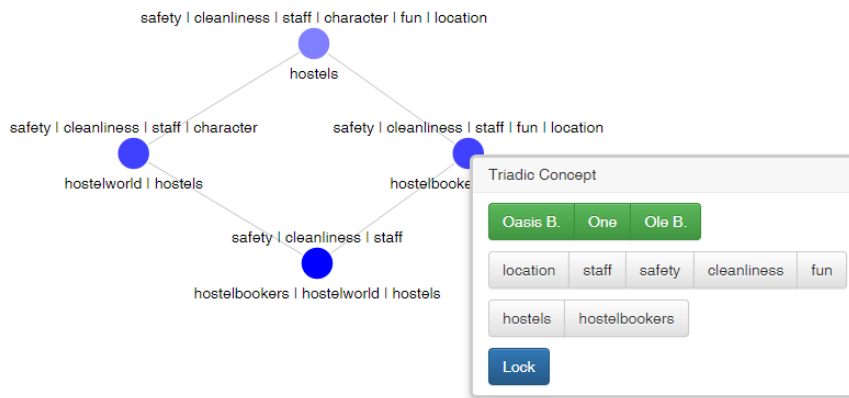 safety | cleanliness | staff | character | fun | location
hostels
safety | cleanliness | staff | character
safety | cleanliness | staff | fun | location
hostelworld | hostels
hostelbooke
safety | cleanliness | staff
hostelbookers | hostelworld | hostels
Triadic Concept
Oasis B. One Ole B.
location staff safety cleanliness fun
hostels hostelbookers
Lock